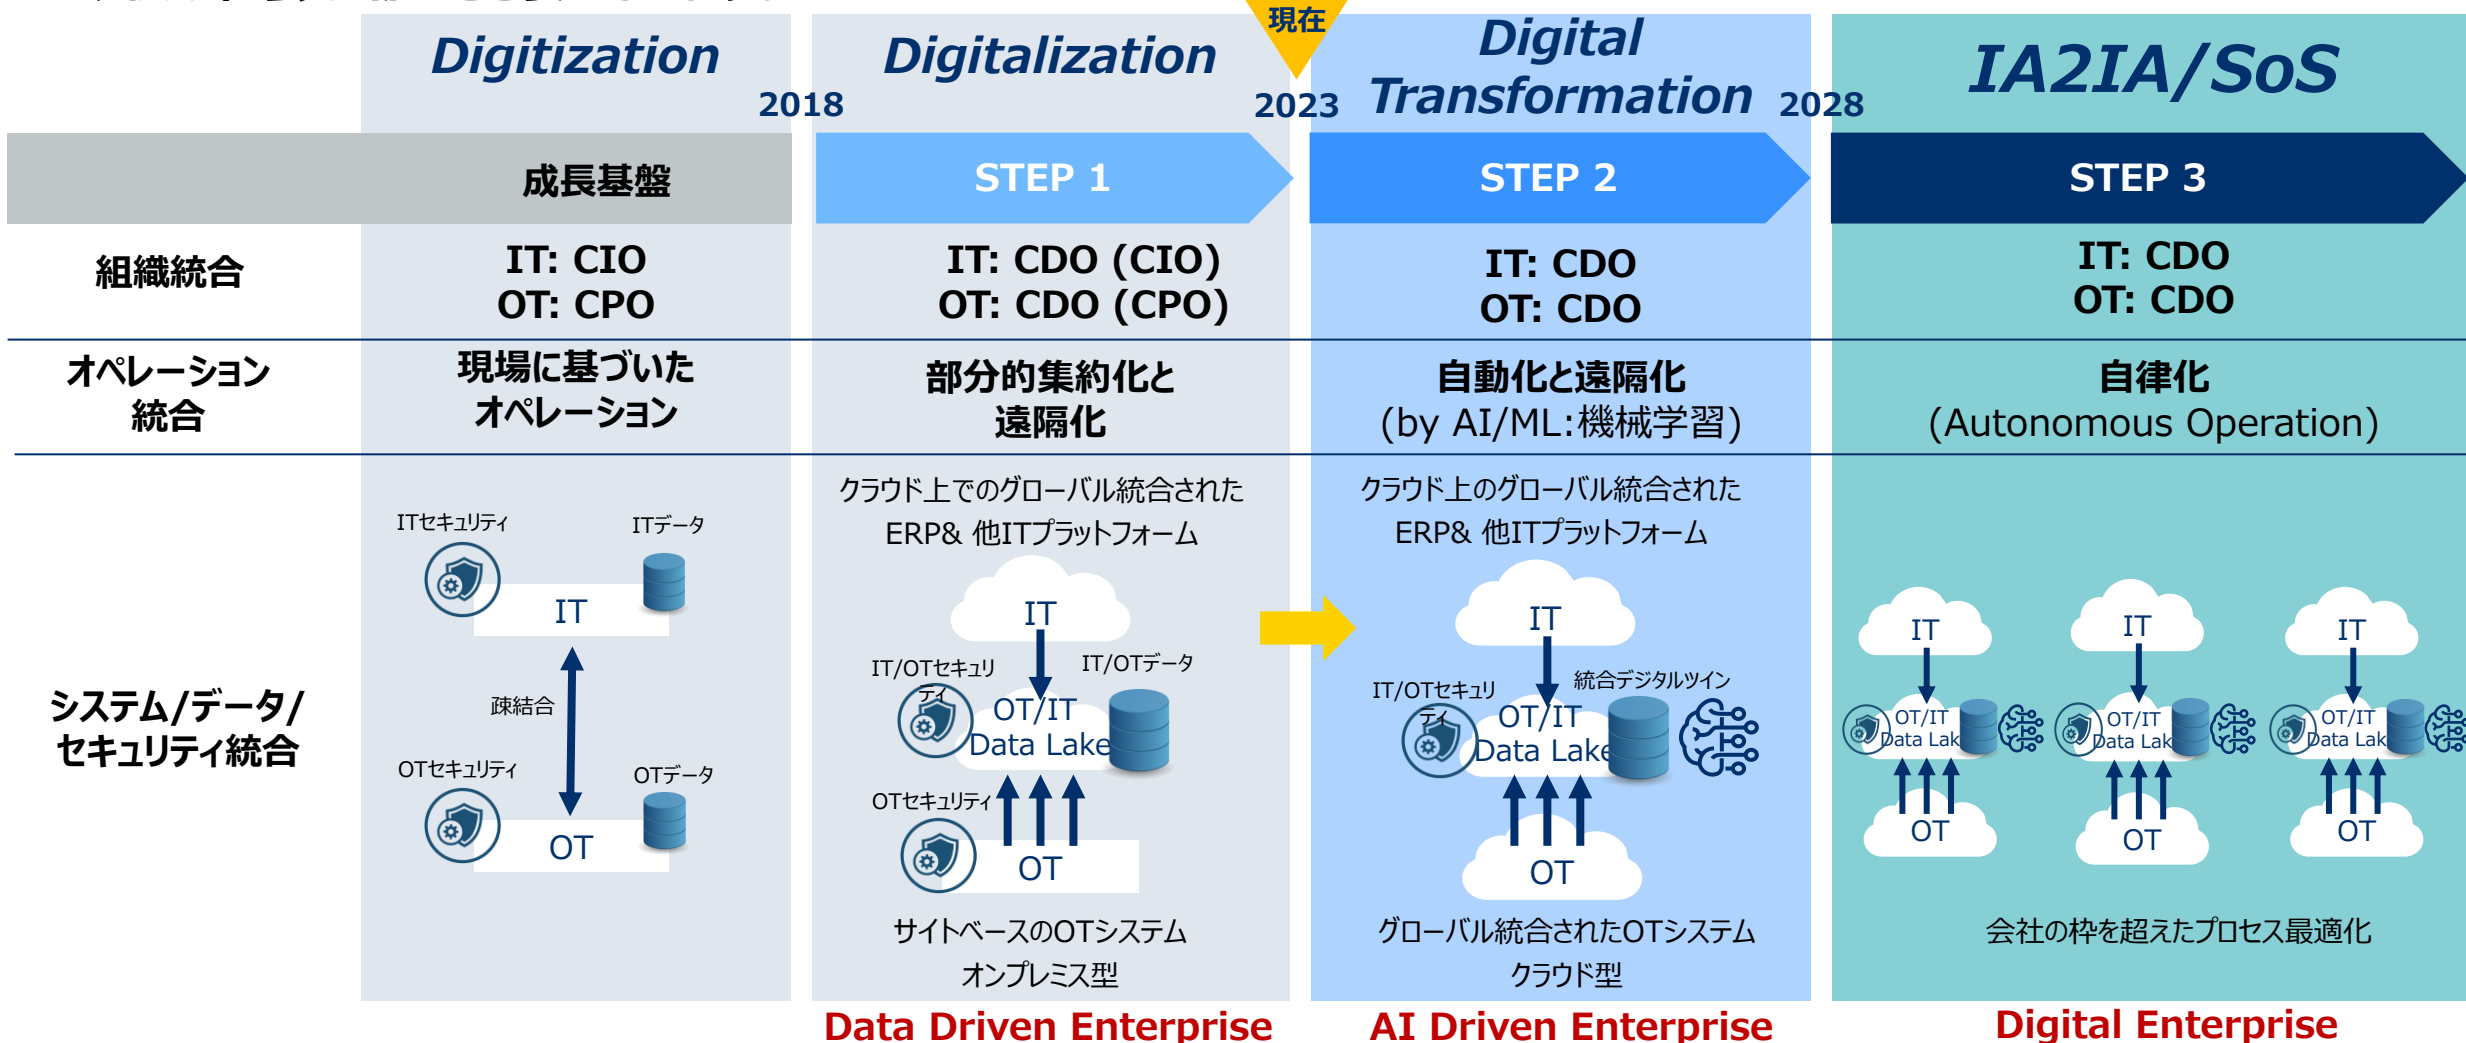 現在
Digitization
Digitalization
Digital
Transformation
IA2IA/SoS
2018
2023
2028
成長基盤
STEP 1
STEP 2
STEP 3
組織統合
IT: CIO
OT: CPO
IT: CDO (CIO)
OT: CDO (CPO)
IT: CDO
OT: CDO
IT: CDO
OT: CDO
オペレーション
統合
現場に基づいた
オペレーション
部分的集約化と
遠隔化
自動化と遠隔化
(by AI/ML:機械学習)
自律化
(Autonomous Operation)
システム/データ/
セキュリティ統合
ITセキュリティ
ITデータ
IT
疎結合
OTセキュリティ
OTデータ
OT
クラウド上でのグローバル統合された
ERP& 他ITプラットフォーム
IT
IT/OTセキュリ
ティ
IT/OTデータ
OT/IT
Data Lake
OTセキュリティ
OT
サイトベースのOTシステム
オンプレミス型
クラウド上のグローバル統合された
ERP& 他ITプラットフォーム
IT
IT/OTセキュリ
ティ
統合デジタルツイン
OT/IT
Data Lake
OT
グローバル統合されたOTシステム
クラウド型
IT
OT/IT
Data Lak
OT
IT
OT/IT
Data Lak
OT
IT
OT/IT
Data Lak
OT
会社の枠を超えたプロセス最適化
Data Driven Enterprise
AI Driven Enterprise
Digital Enterprise